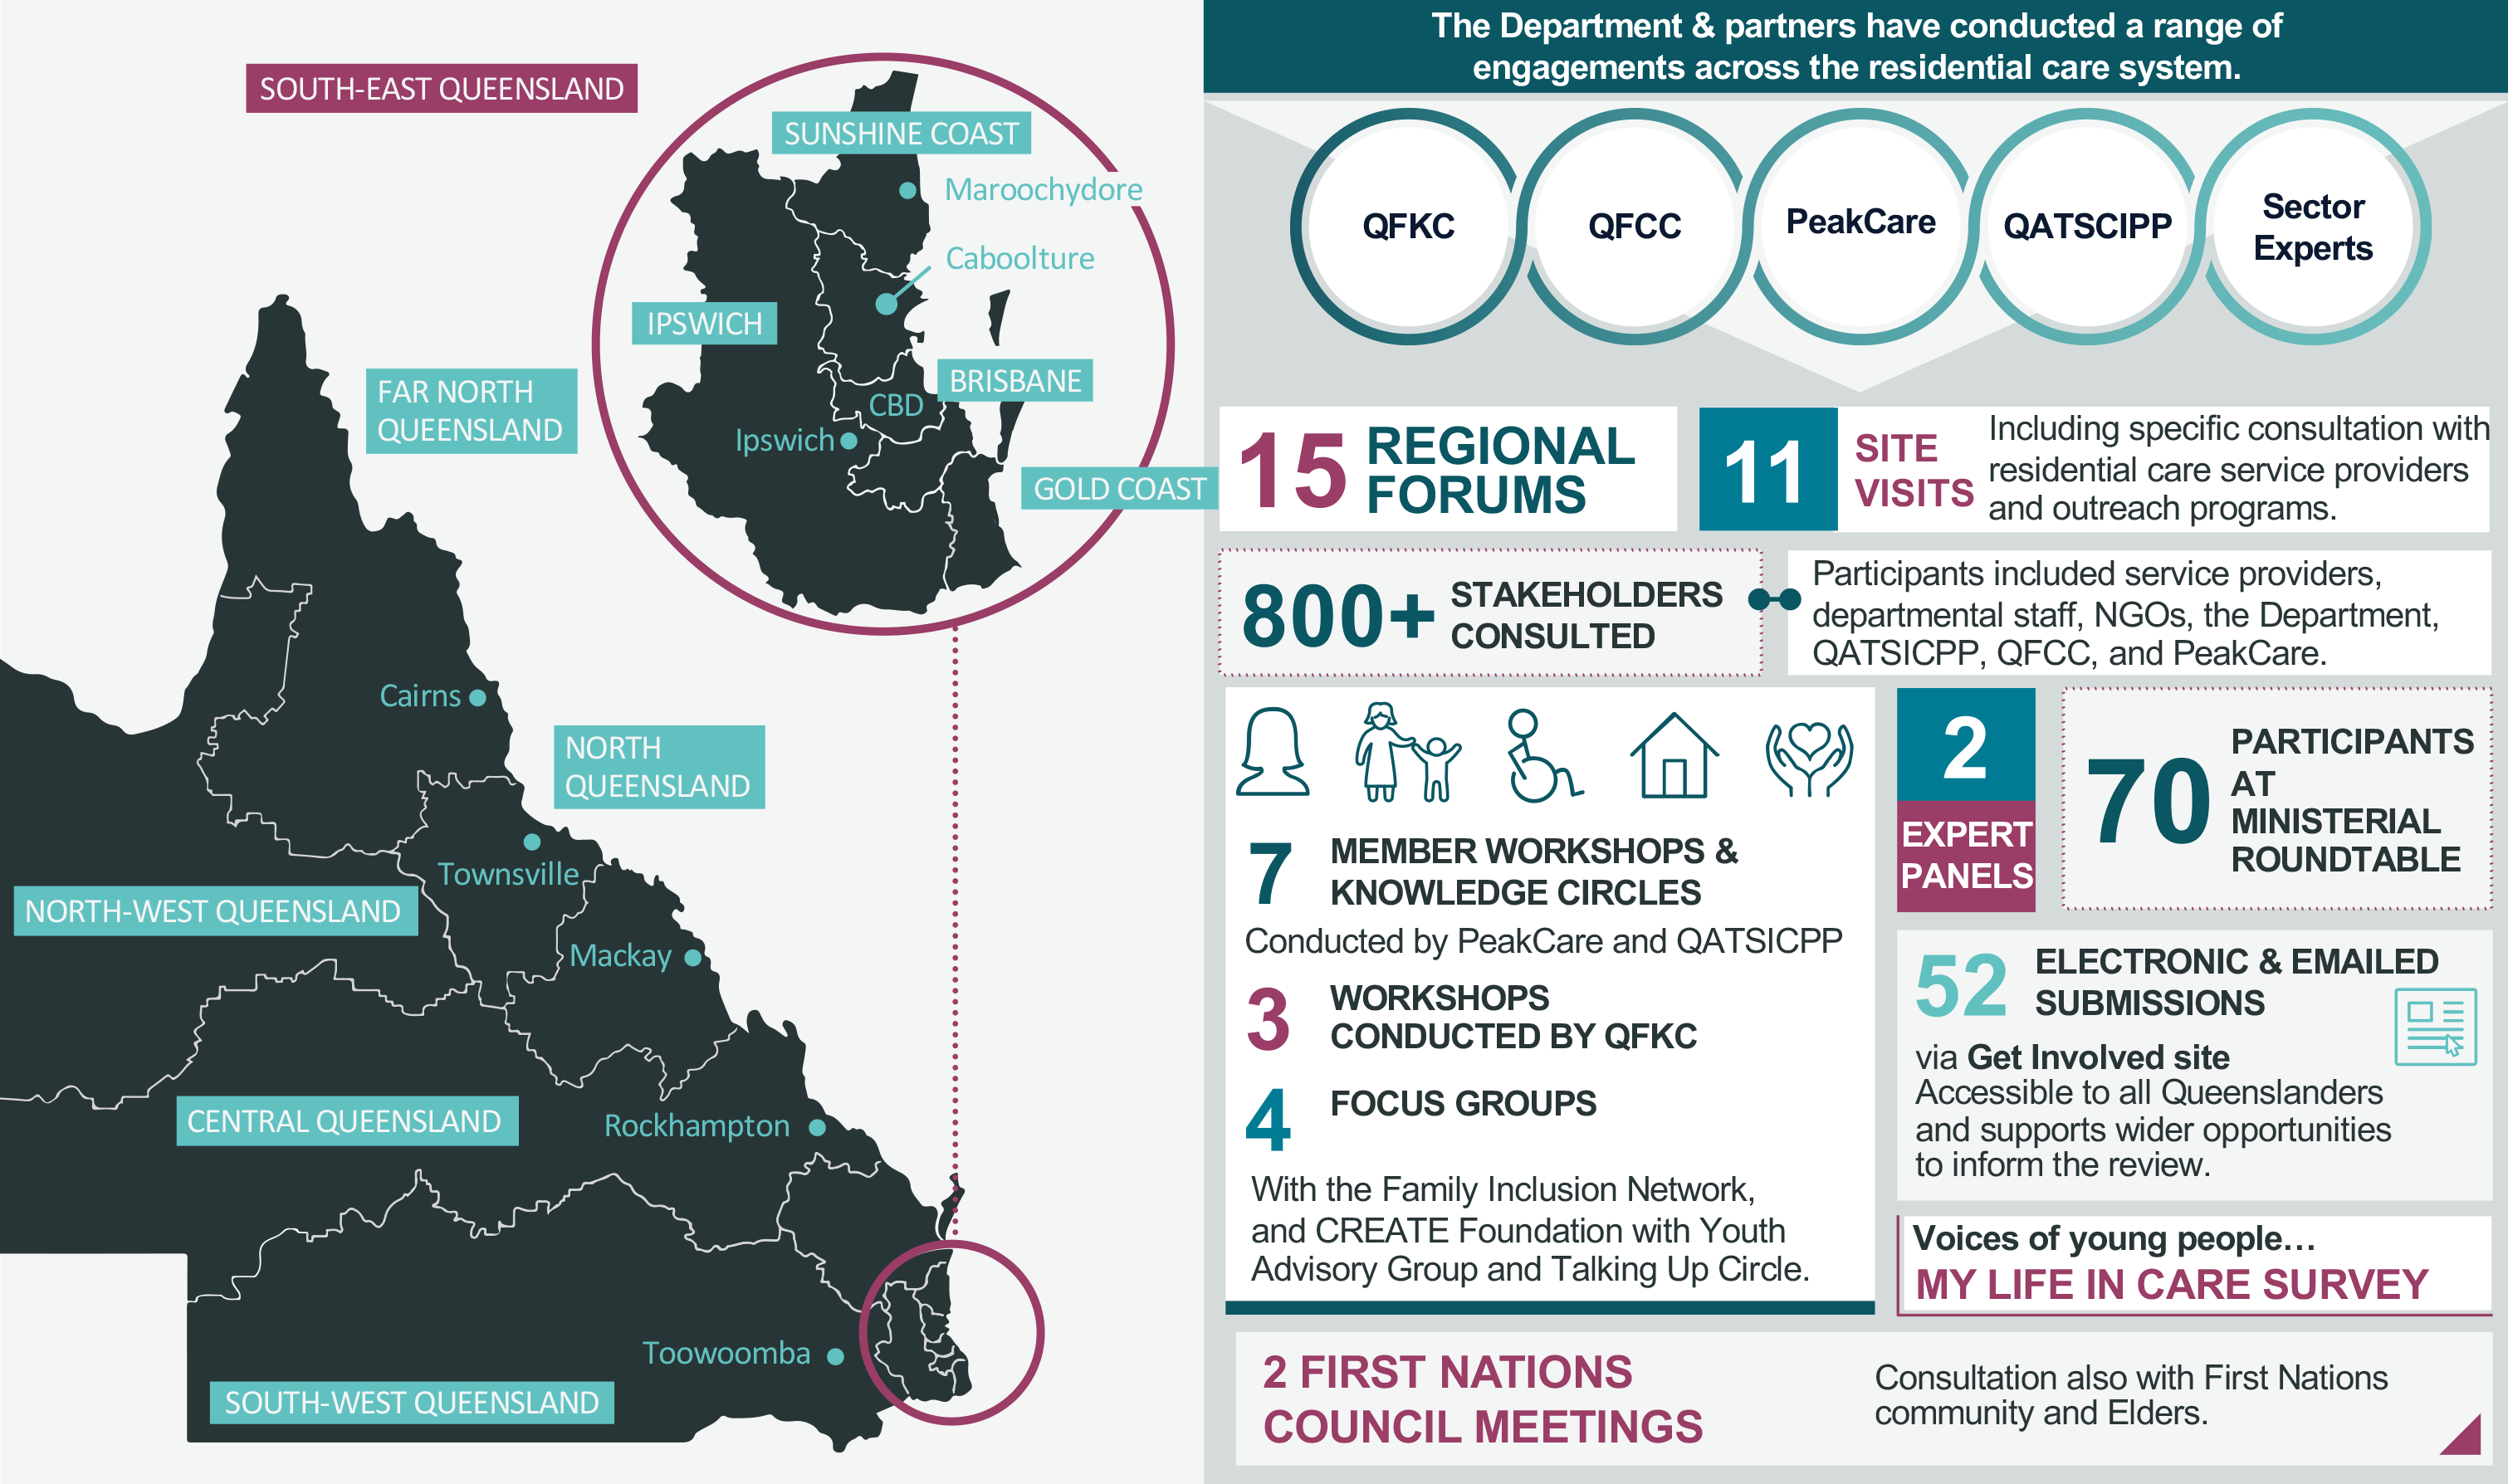 SOUTH-EAST QUEENSLAND
SUNSHINE COAST
Maroochydore
Caboolture
IPSWICH
BRISBANE
CBD
Ipswich
GOLD COAST
FAR NORTH
QUEENSLAND
Cairns
NORTH
QUEENSLAND
Townsville
NORTH-WEST QUEENSLAND
Mackay
CENTRAL QUEENSLAND
Rockhampton
Toowoomba
SOUTH-WEST QUEENSLAND
The Department & partners have conducted a range of
engagements across the residential care system.
QFKC
QFCC
PeakCare
QATSCIPP
Sector
Experts
15 REGIONAL
FORUMS
11 SITE
VISITS
Including specific consultation with
residential care service providers
and outreach programs.
800+ STAKEHOLDERS
CONSULTED
Participants included service providers,
departmental staff, NGOs, the Department,
QATSICPP, QFCC, and PeakCare.
7 MEMBER WORKSHOPS &
KNOWLEDGE CIRCLES
Conducted by PeakCare and QATSICPP
3 WORKSHOPS
CONDUCTED BY QFKC
4 FOCUS GROUPS
With the Family Inclusion Network,
and CREATE Foundation with Youth
Advisory Group and Talking Up Circle.
2
EXPERT
PANELS
70 PARTICIPANTS
AT
MINISTERIAL
ROUNDTABLE
52 ELECTRONIC & EMAILED
SUBMISSIONS
via Get Involved site
Accessible to all Queenslanders
and supports wider opportunities
to inform the review.
Voices of young people…
MY LIFE IN CARE SURVEY
2 FIRST NATIONS
COUNCIL MEETINGS
Consultation also with First Nations
community and Elders.